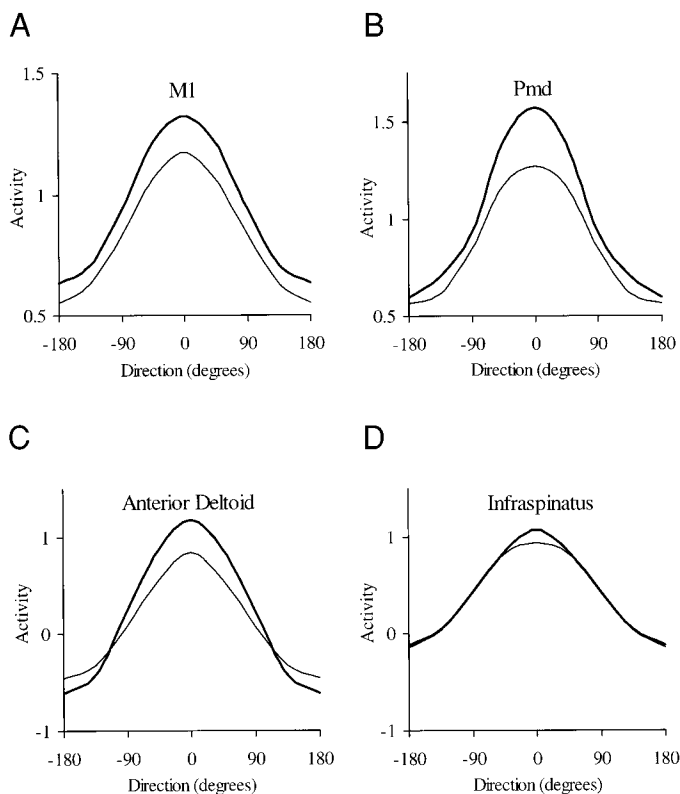 A
M1
1.5
1
0.5
Activity
-180 -90 0 90 180
Direction (degrees)
B
Pmd
1.5
1
0.5
Activity
-180 -90 0 90 180
Direction (degrees)
C
Anterior Deltoid
1
0
-1
Activity
-180 -90 0 90 180
Direction (degrees)
D
Infraspinatus
1
0
-1
Activity
-180 -90 0 90 180
Direction (degrees)